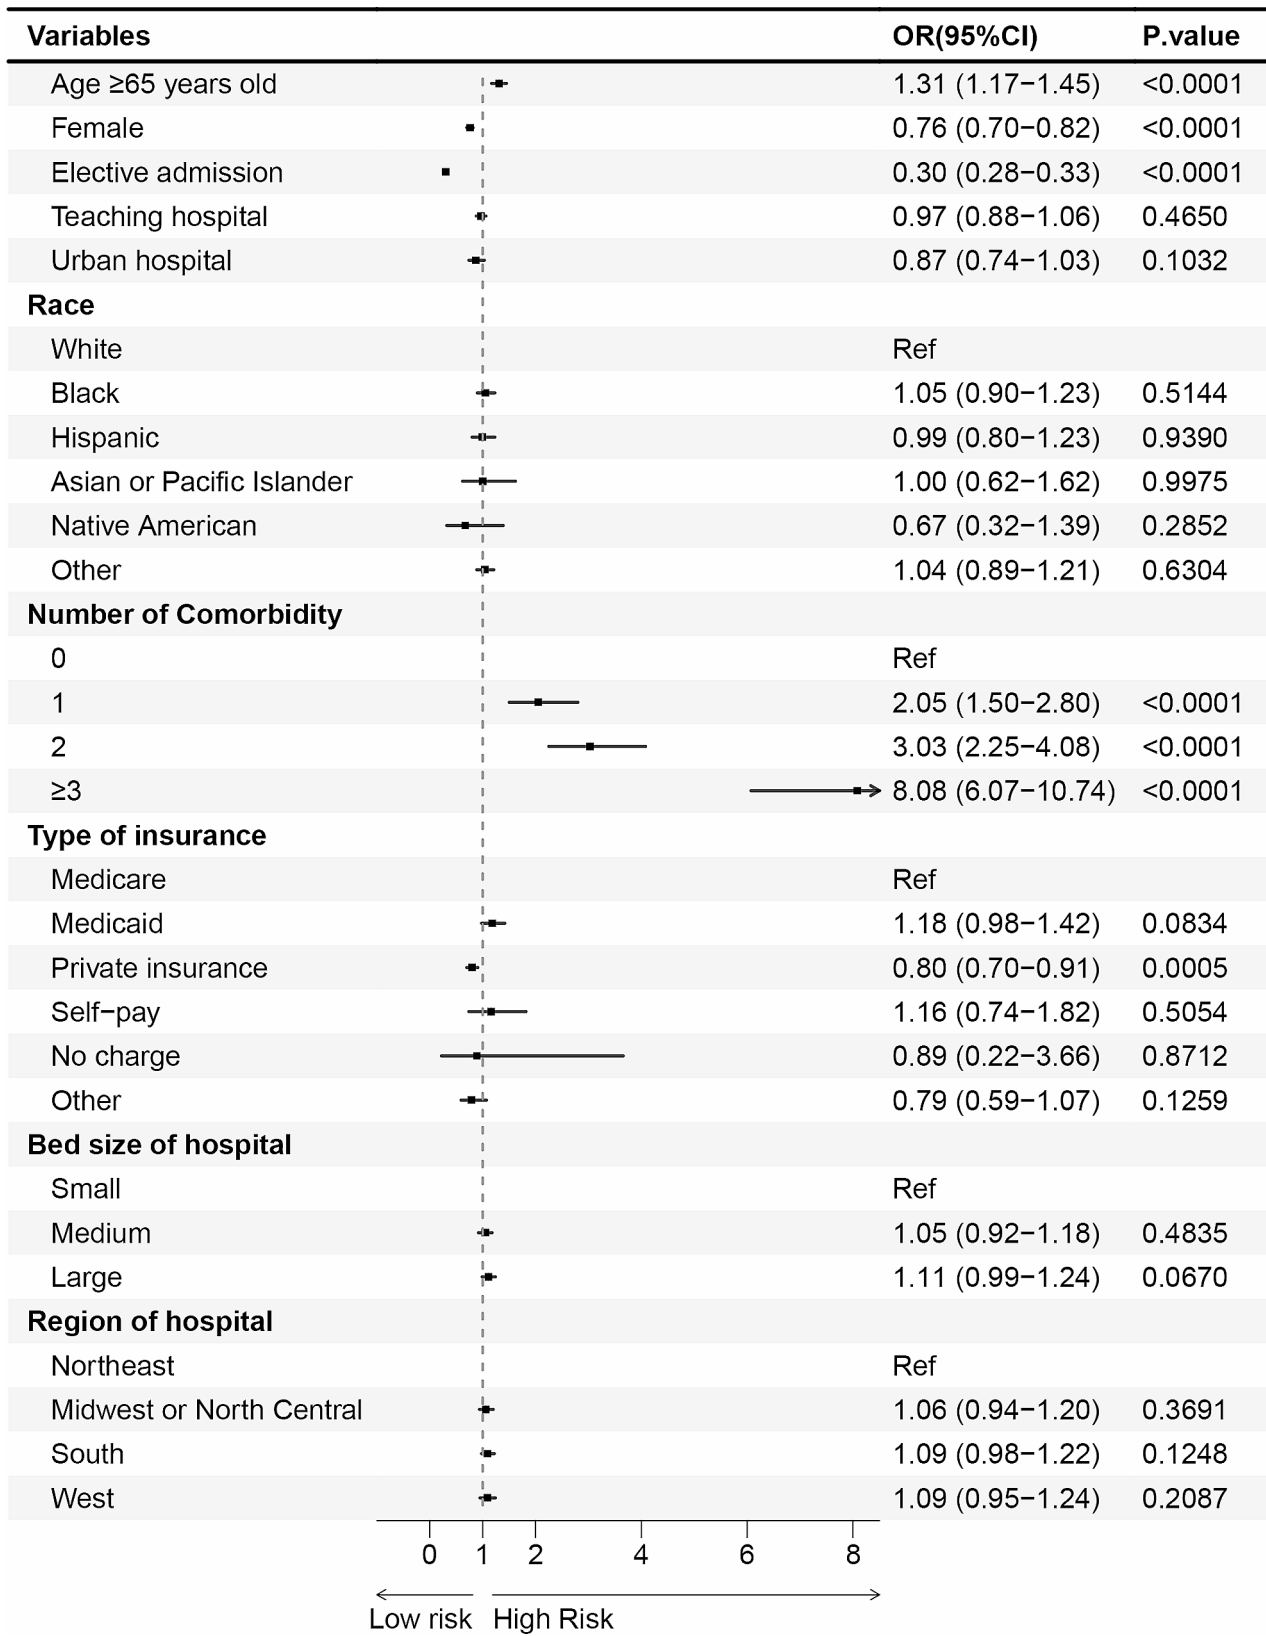 Variables OR(95%CI) P.value
Age ≥65 years old 1.31 (1.17−1.45) <0.0001
Female 0.76 (0.70−0.82) <0.0001
Elective admission 0.30 (0.28−0.33) <0.0001
Teaching hospital 0.97 (0.88−1.06) 0.4650
Urban hospital 0.87 (0.74−1.03) 0.1032
Race
White Ref
Black 1.05 (0.90−1.23) 0.5144
Hispanic 0.99 (0.80−1.23) 0.9390
Asian or Pacific Islander 1.00 (0.62−1.62) 0.9975
Native American 0.67 (0.32−1.39) 0.2852
Other 1.04 (0.89−1.21) 0.6304
Number of Comorbidity
0 Ref
1 2.05 (1.50−2.80) <0.0001
2 3.03 (2.25−4.08) <0.0001
≥3 8.08 (6.07−10.74) <0.0001
Type of insurance
Medicare Ref
Medicaid 1.18 (0.98−1.42) 0.0834
Private insurance 0.80 (0.70−0.91) 0.0005
Self−pay 1.16 (0.74−1.82) 0.5054
No charge 0.89 (0.22−3.66) 0.8712
Other 0.79 (0.59−1.07) 0.1259
Bed size of hospital
Small Ref
Medium 1.05 (0.92−1.18) 0.4835
Large 1.11 (0.99−1.24) 0.0670
Region of hospital
Northeast Ref
Midwest or North Central 1.06 (0.94−1.20) 0.3691
South 1.09 (0.98−1.22) 0.1248
West 1.09 (0.95−1.24) 0.2087
0 1 2 4 6 8
Low risk High Risk